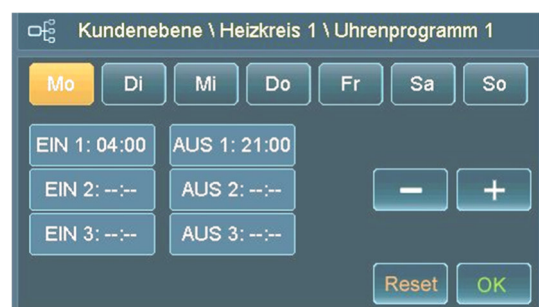 Kundenebene \ Heizkreis 1 \ Uhrenprogramm 1
Mo Di Mi Do Fr Sa So
EIN 1: 04:00 AUS 1: 21:00
EIN 2: --:-- AUS 2: --:--
− +
EIN 3: --:-- AUS 3: --:--
Reset OK